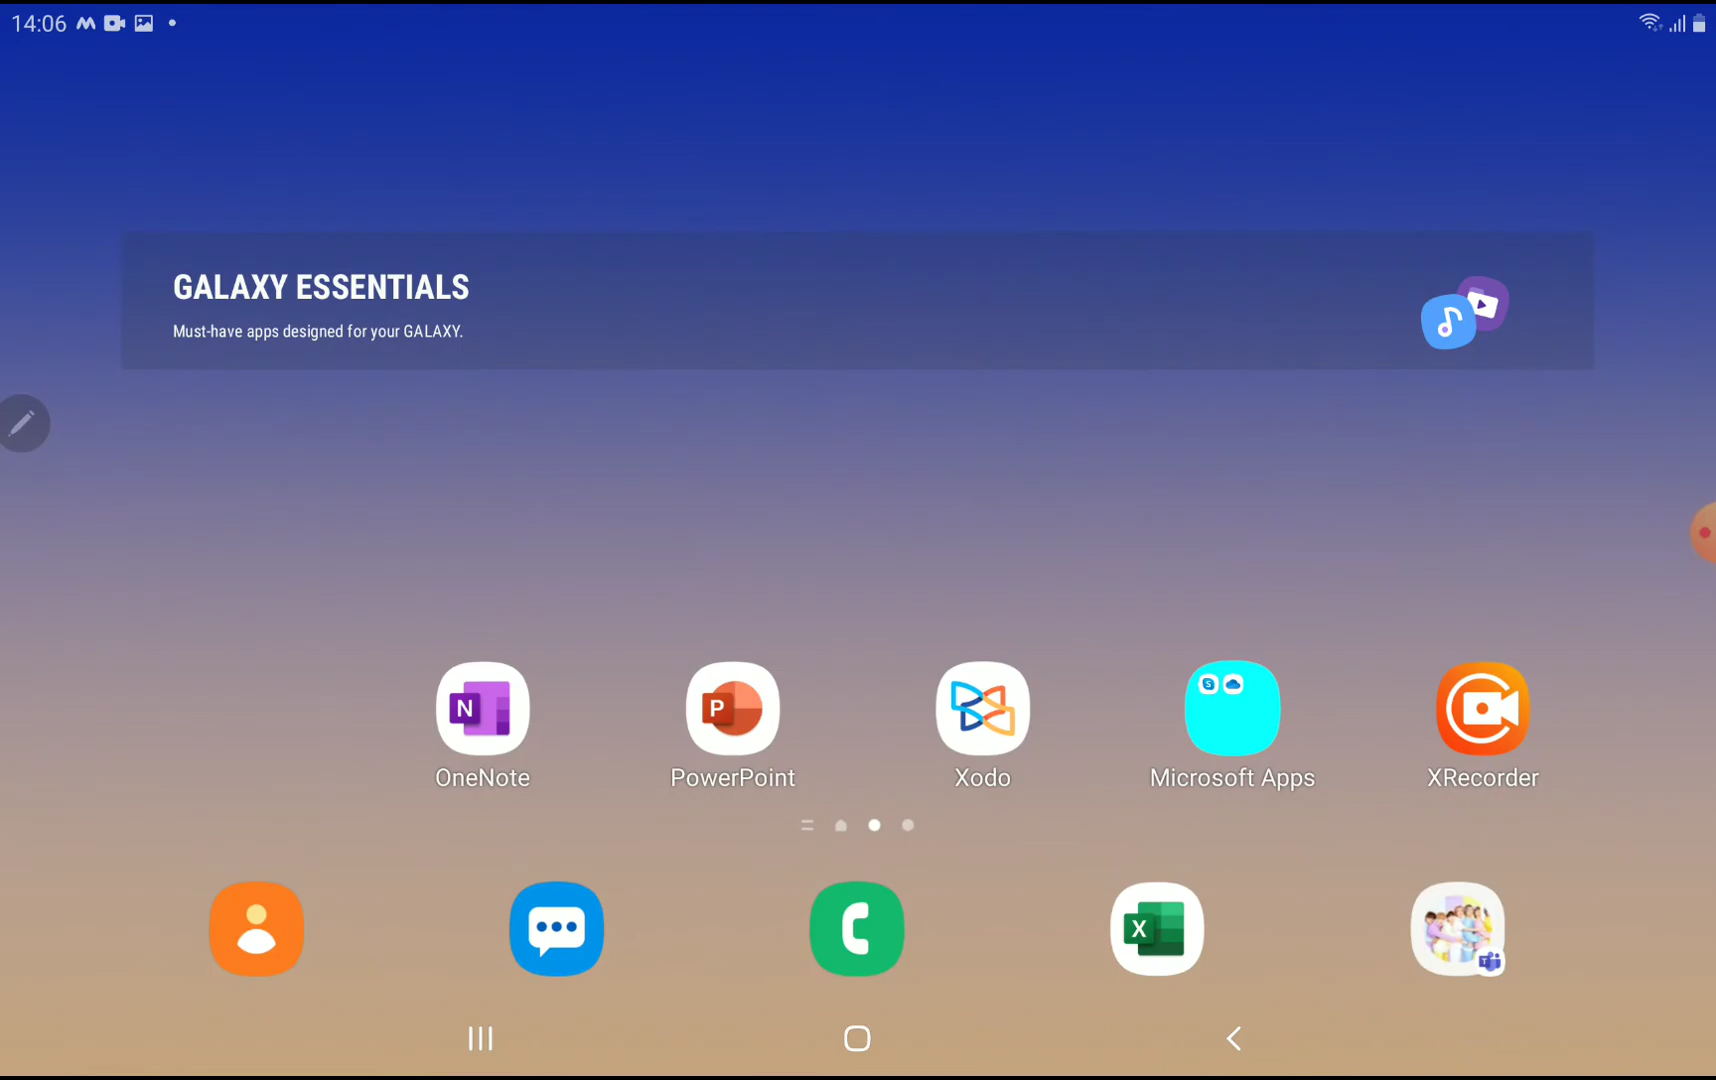 14:06
GALAXY ESSENTIALS
Must-have apps designed for your GALAXY.
N
P
S
OneNote
PowerPoint
Xodo
Microsoft Apps
XRecorder
X
T